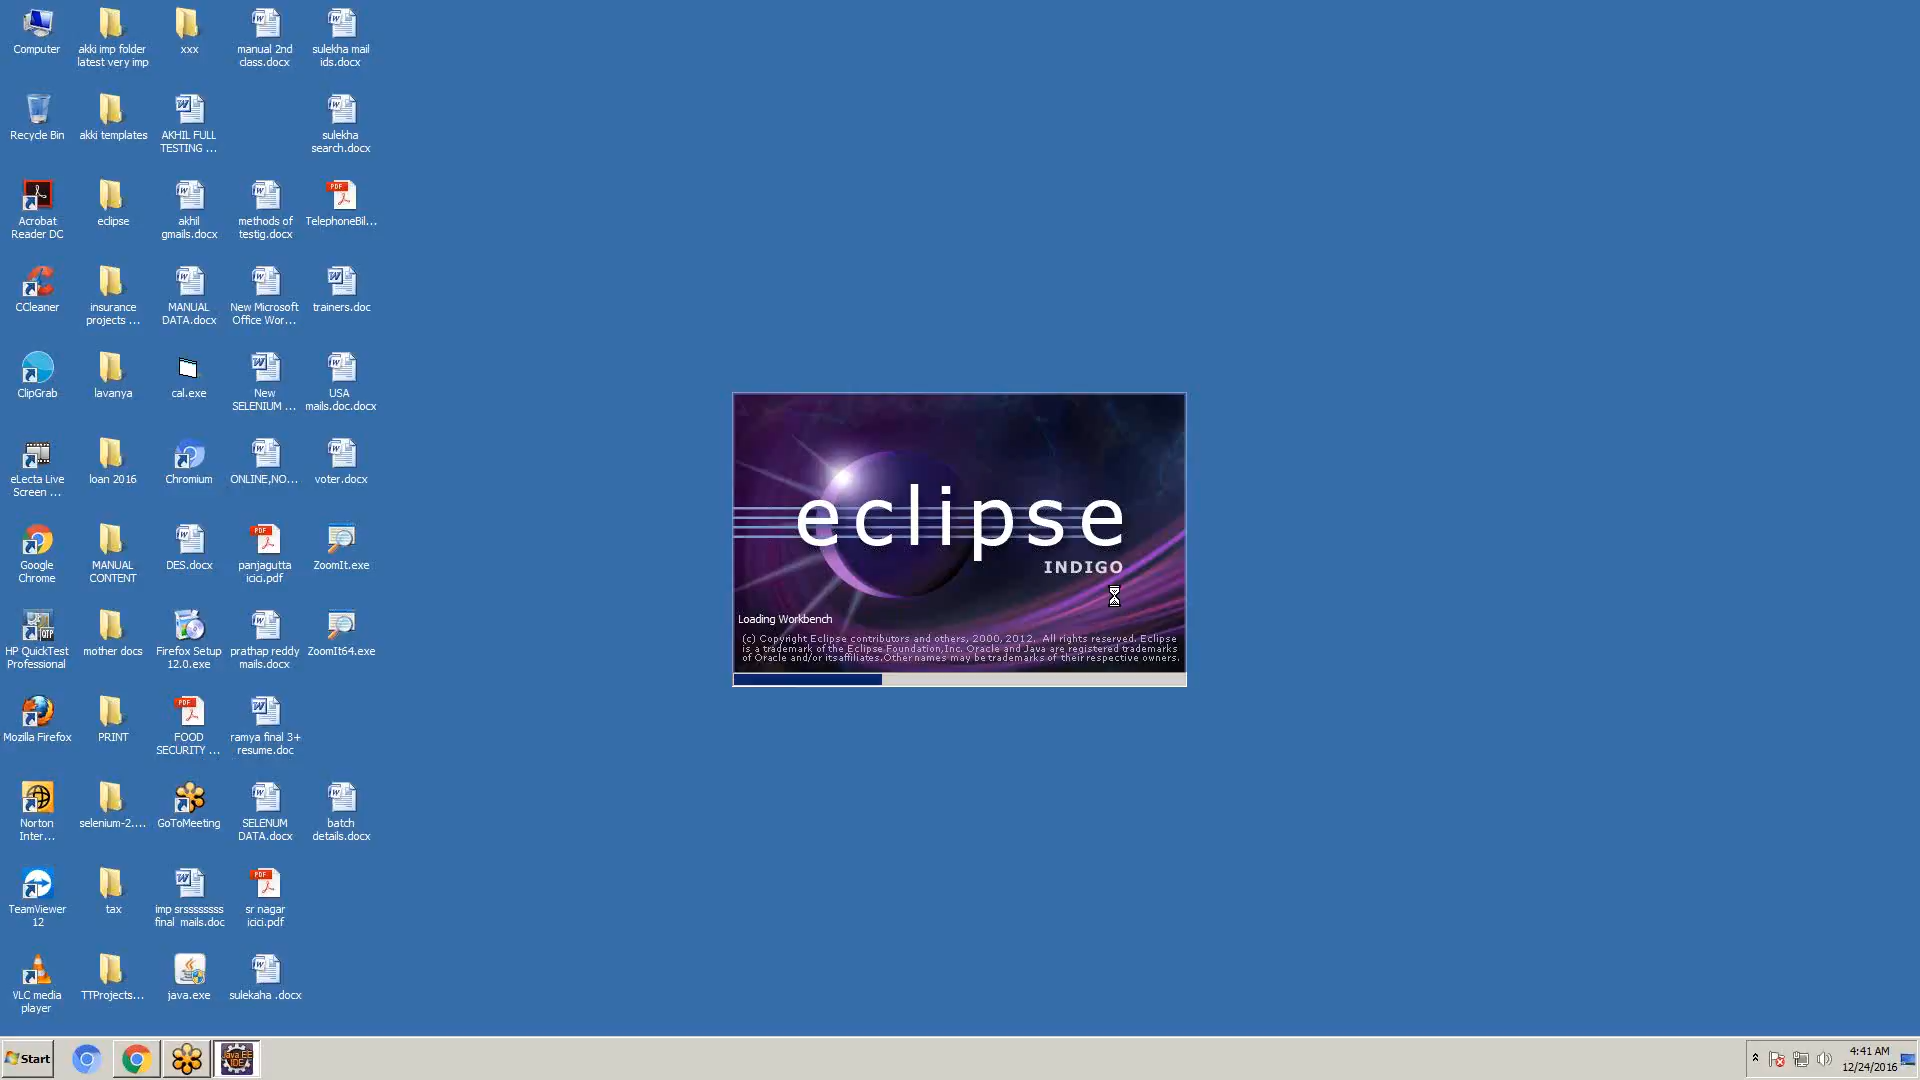 Computer
akki imp folder
latest very imp
xxx
manual 2nd
class.docx
sulekha mail
ids.docx
Recycle Bin
akki templates
AKHIL FULL
TESTING ...
sulekha
search.docx
Acrobat
Reader DC
eclipse
akhil
gmails.docx
methods of
testig.docx
TelephoneBil...
CCleaner
insurance
projects ...
MANUAL
DATA.docx
New Microsoft
Office Wor...
trainers.doc
ClipGrab
lavanya
cal.exe
New
SELENIUM ...
USA
mails.doc.docx
eLecta Live
Screen ...
loan 2016
Chromium
ONLINE,NO...
voter.docx
Google
Chrome
MANUAL
CONTENT
DES.docx
panjagutta
icici.pdf
ZoomIt.exe
HP QuickTest
Professional
mother docs
Firefox Setup
12.0.exe
prathap reddy
mails.docx
ZoomIt64.exe
Mozilla Firefox
PRINT
FOOD
SECURITY ...
ramya final 3+
resume.doc
Norton
Inter...
selenium-2....
GoToMeeting
SELENUM
DATA.docx
batch
details.docx
TeamViewer
12
tax
imp srssssssss
final mails.doc
sr nagar
icici.pdf
VLC media
player
TTProjects...
java.exe
sulekaha .docx
eclipse
INDIGO
Loading Workbench
(c) Copyright Eclipse contributors and others, 2000, 2012. All rights reserved. Eclipse
is a trademark of the Eclipse Foundation,Inc. Oracle and Java are registered trademarks
of Oracle and/or itsaffiliates.Other names may be trademarks of their respective owners.
Start
Java EE
IDE
4:41 AM
12/24/2016